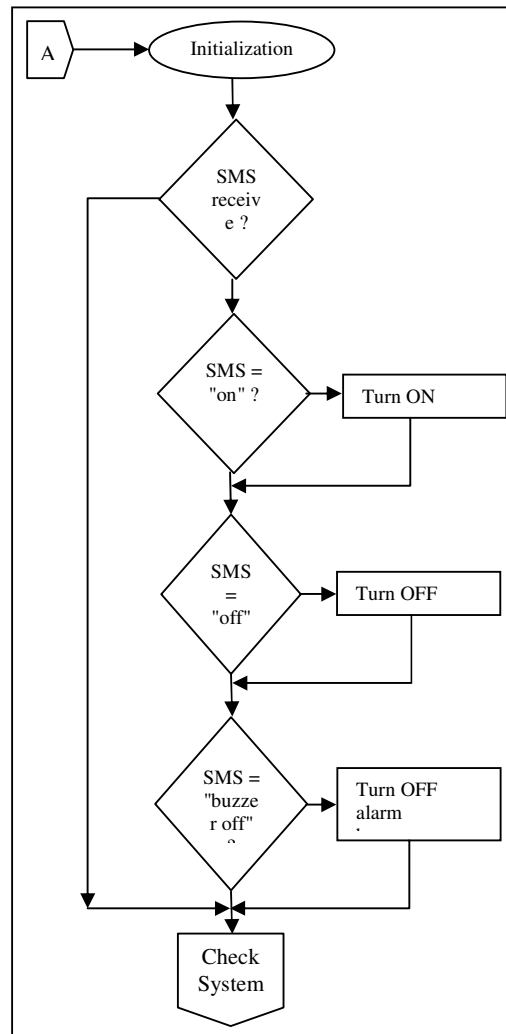 A
Initialization
SMS
receiv
e ?
SMS =
"on" ?
Turn ON
SMS
=
"off"
Turn OFF
SMS =
"buzze
r off"
Turn OFF
alarm
Check
System